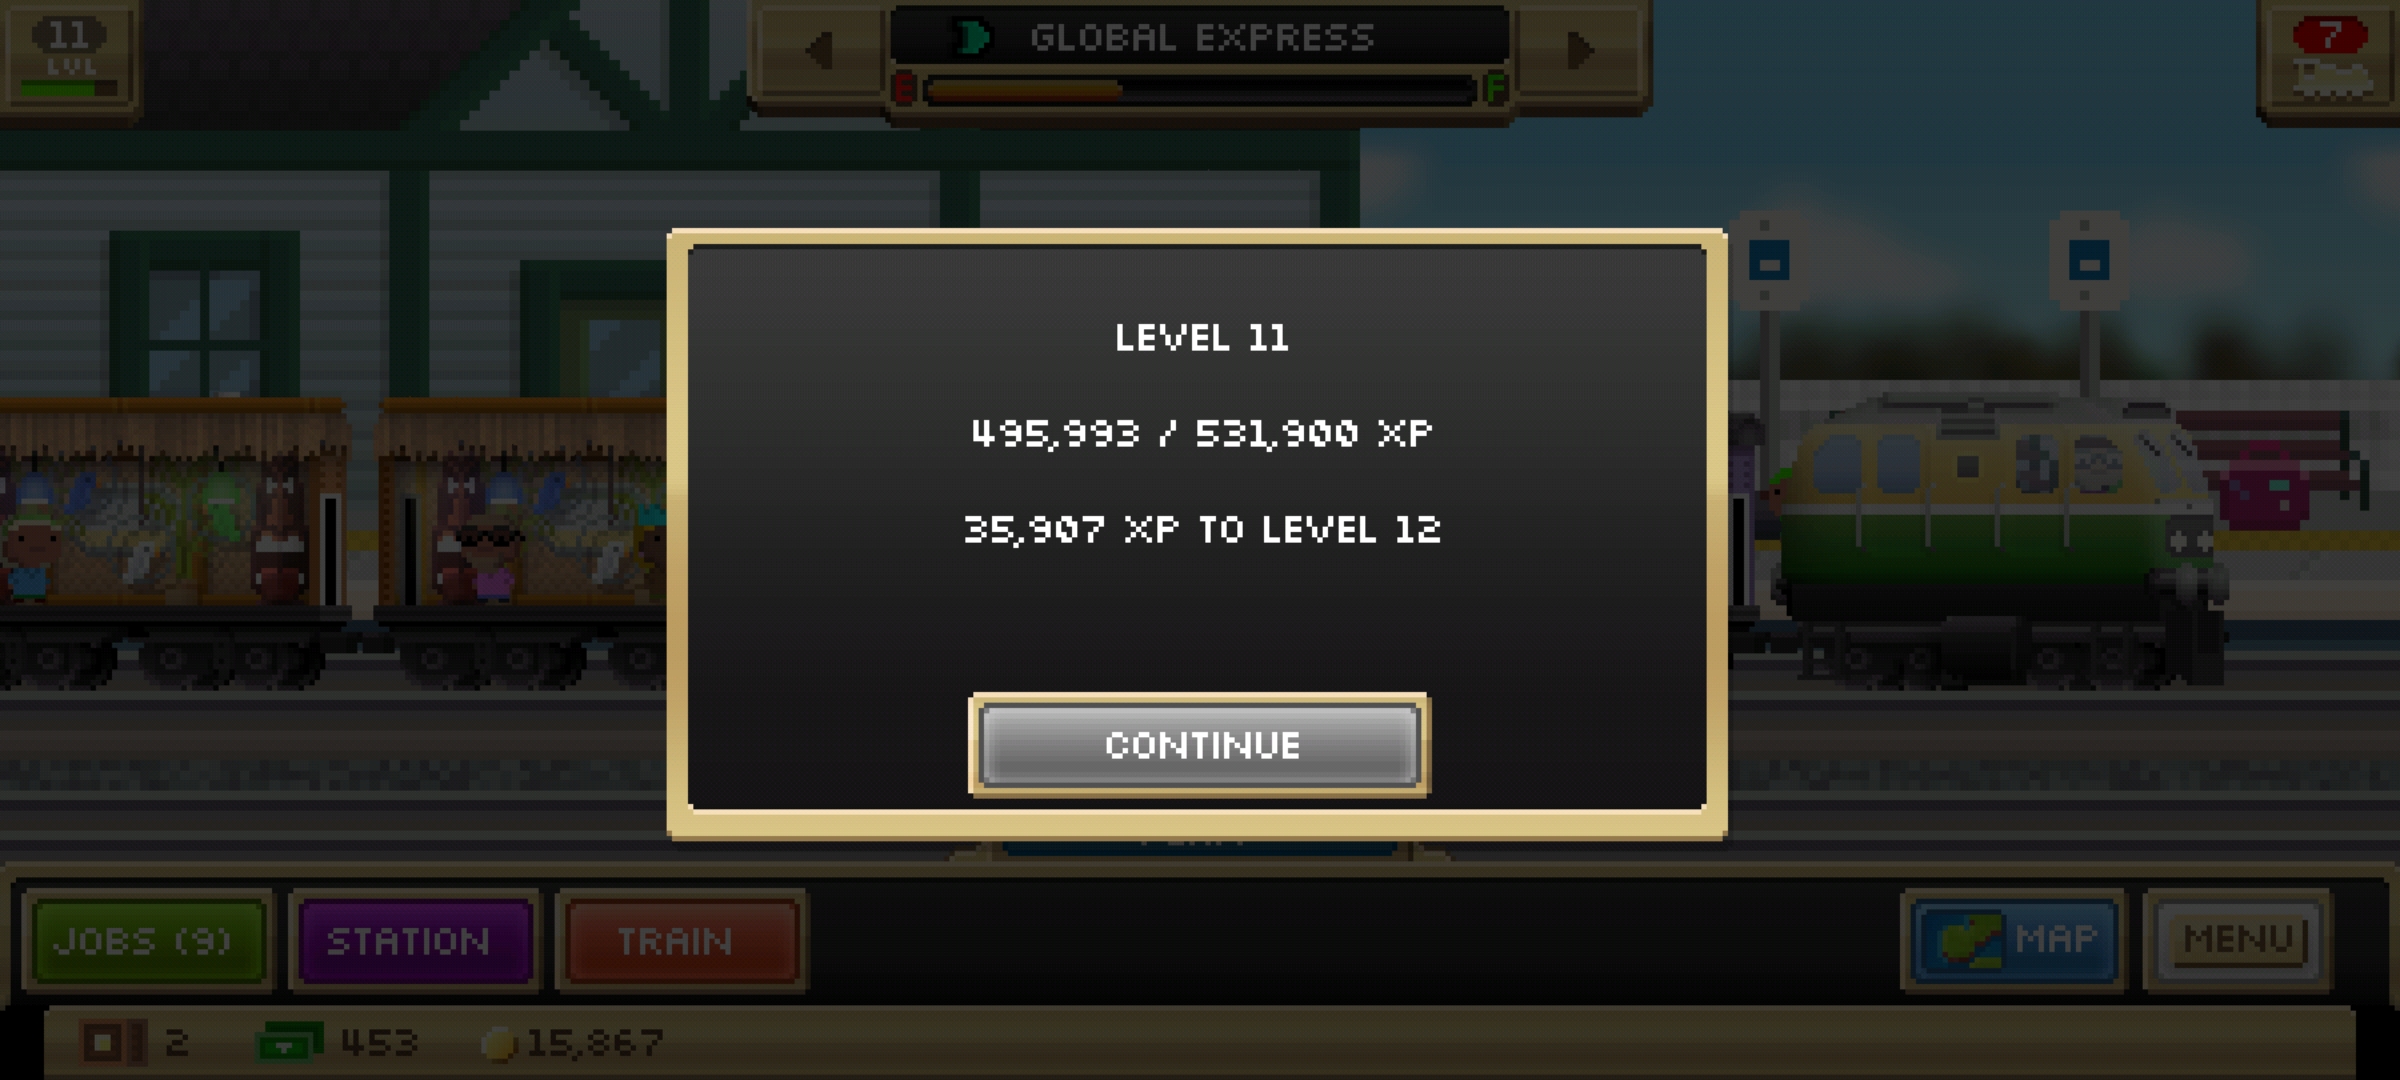 11
LVL
GLOBAL EXPRESS
E F
7
LEVEL 11
495,993 / 531,900 XP
35,907 XP TO LEVEL 12
CONTINUE
JOBS (9)
STATION
TRAIN
MAP
MENU
2
453
15,867